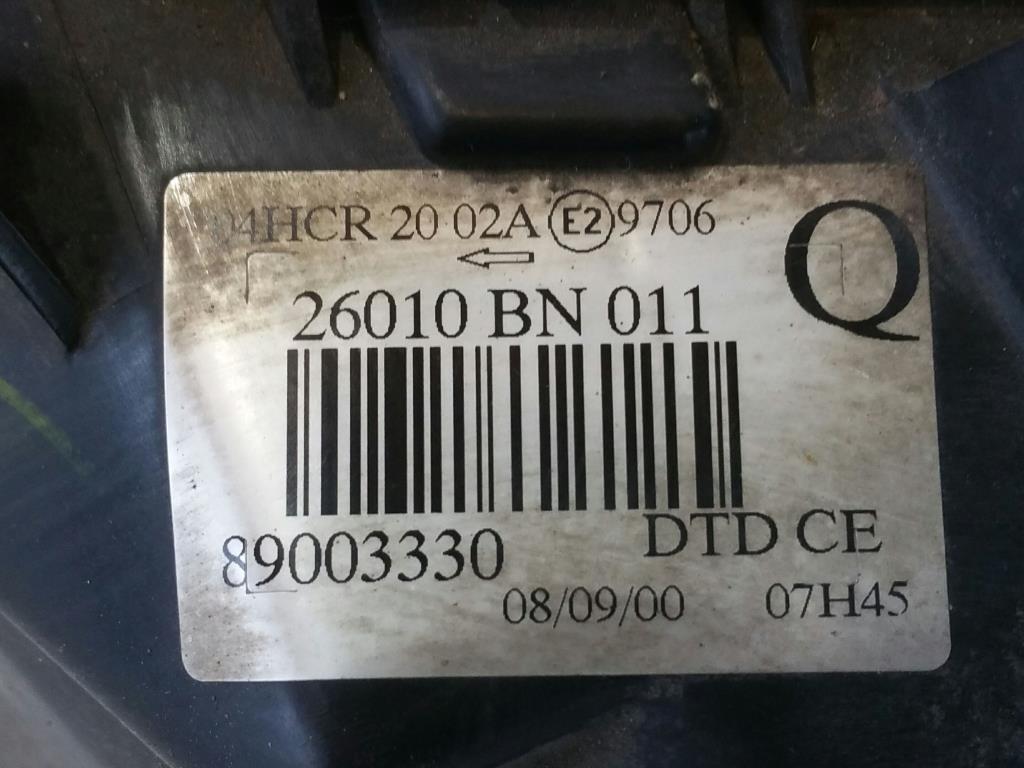 04HCR 20 02A E2 9706
Q
26010 BN 011
89003330
DTD CE
08/09/00 07H45